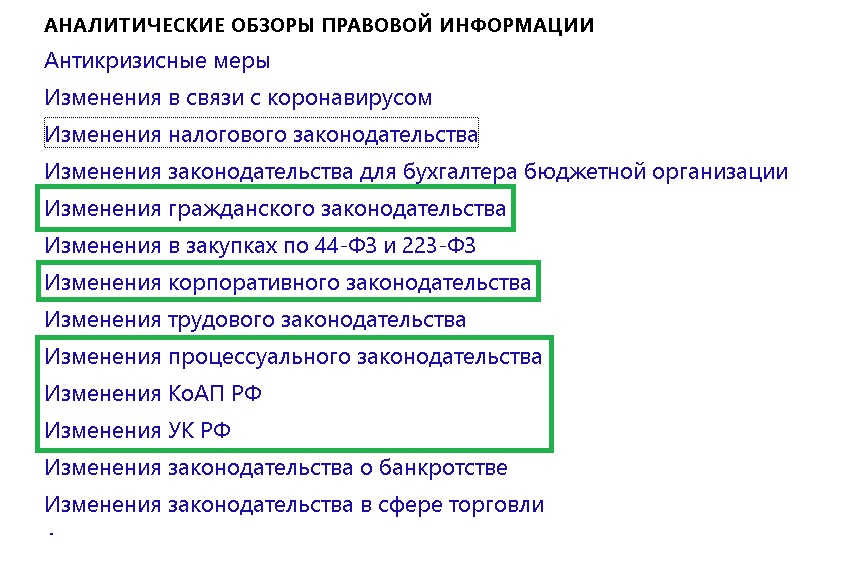 АНАЛИТИЧЕСКИЕ ОБЗОРЫ ПРАВОВОЙ ИНФОРМАЦИИ
Антикризисные меры
Изменения в связи с коронавирусом
Изменения налогового законодательства
Изменения законодательства для бухгалтера бюджетной организации
Изменения гражданского законодательства
Изменения в закупках по 44-ФЗ и 223-ФЗ
Изменения корпоративного законодательства
Изменения трудового законодательства
Изменения процессуального законодательства
Изменения КоАП РФ
Изменения УК РФ
Изменения законодательства о банкротстве
Изменения законодательства в сфере торговли